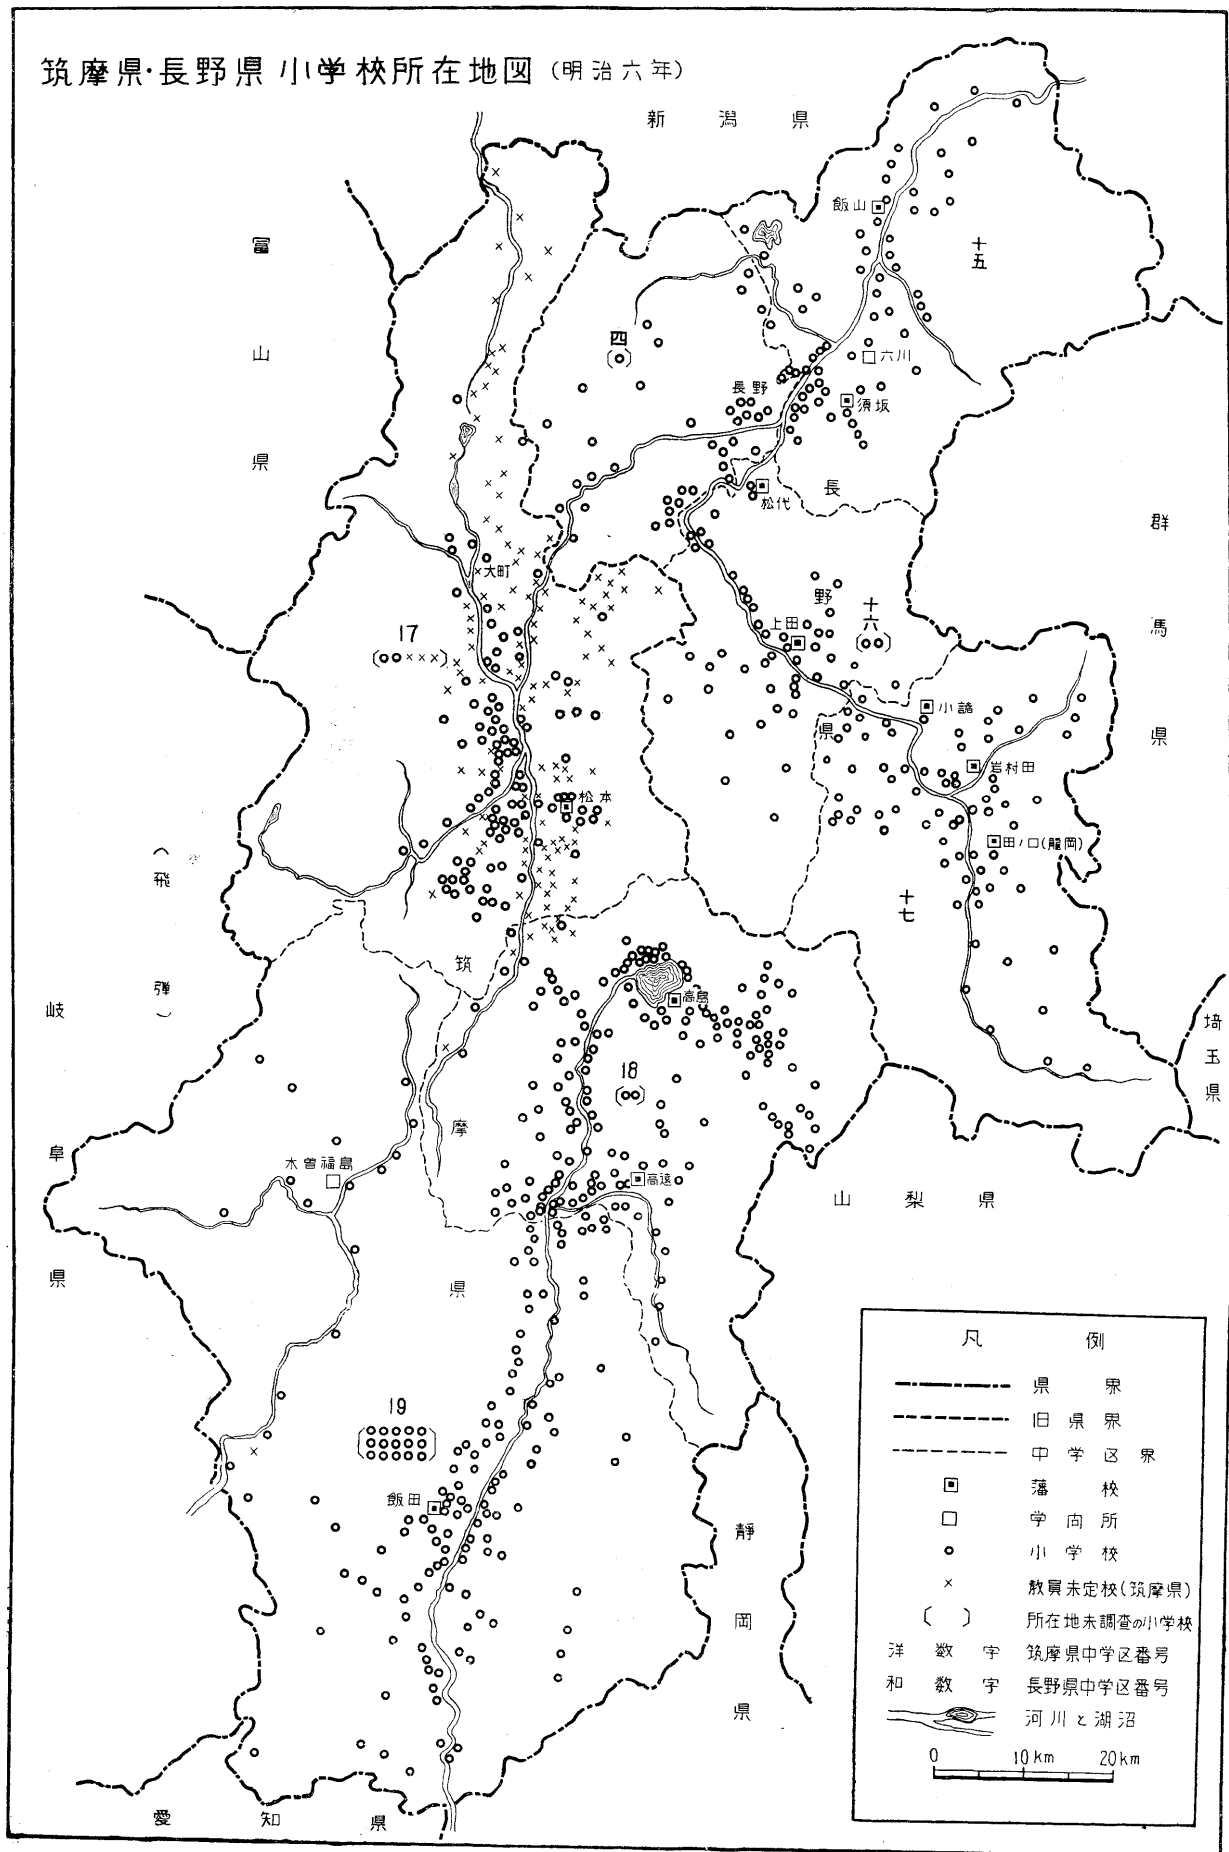 筑摩県・長野県 小学校所在地図 (明治六年)
新潟県
富山県
飯山
十五
四
六川
長野
須坂
松代
長
群馬県
大町
17
野
十六
上田
小諸
県
岩村田
松本
田ノ口(龍岡)
(飛弾)
十七
筑
高島
岐阜県
埼玉県
18
摩
木曽福島
高遠
山梨県
県
19
飯田
静岡県
愛知県
凡例
県界
旧県界
中学区界
藩校
学向所
小学校
教員未定校(筑摩県)
〔 〕 所在地未調査の小学校
洋数字 筑摩県中学区番号
和数字 長野県中学区番号
河川と湖沼
0 10km 20km